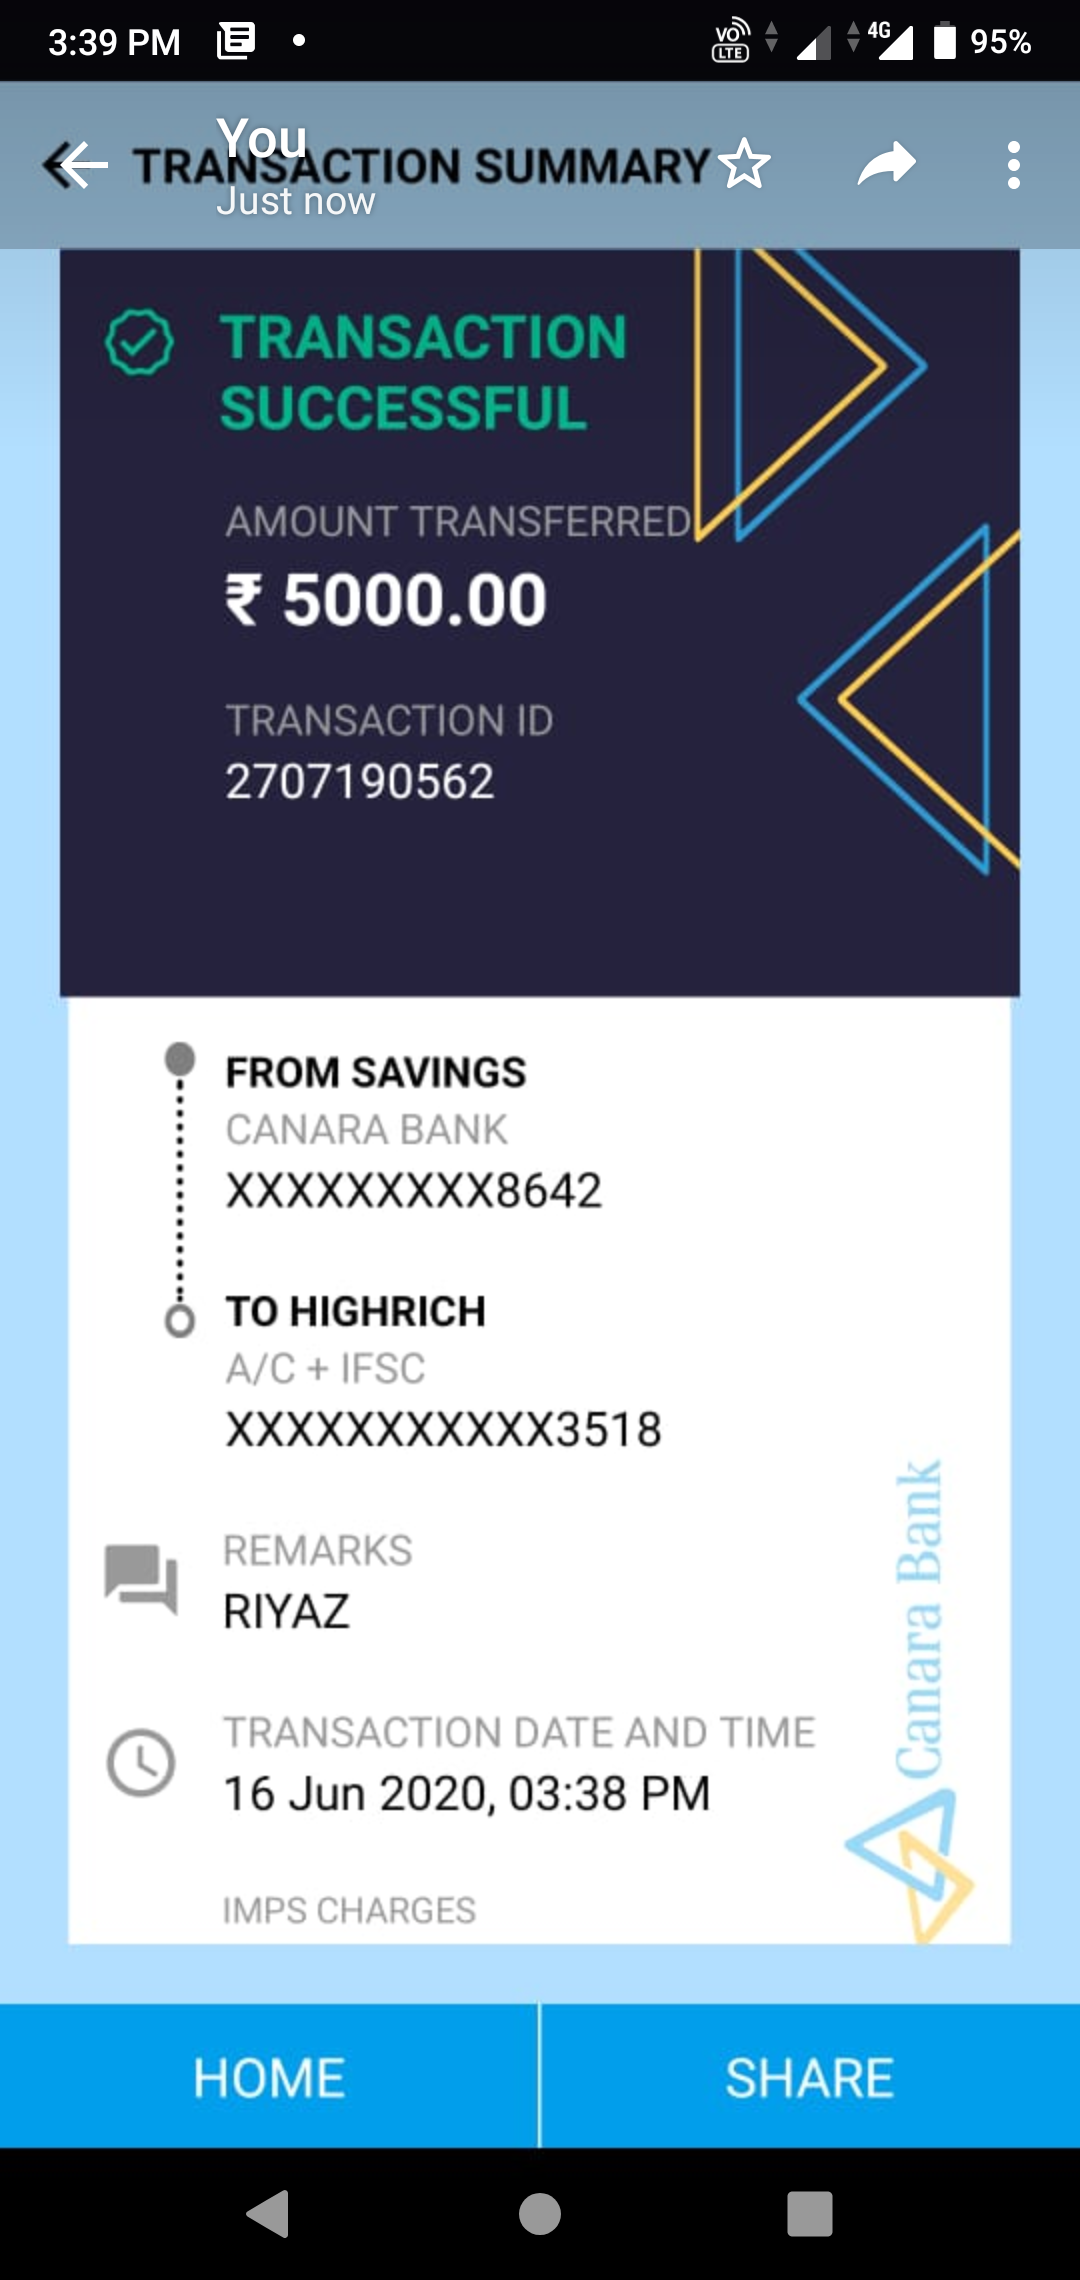 3:39 PM
VO LTE 4G 95%
TRANSACTION SUMMARY
You
Just now
TRANSACTION
SUCCESSFUL
AMOUNT TRANSFERRED
₹ 5000.00
TRANSACTION ID
2707190562
FROM SAVINGS
CANARA BANK
XXXXXXXXX8642
TO HIGHRICH
A/C + IFSC
XXXXXXXXXXX3518
REMARKS
RIYAZ
TRANSACTION DATE AND TIME
16 Jun 2020, 03:38 PM
IMPS CHARGES
Canara Bank
HOME
SHARE